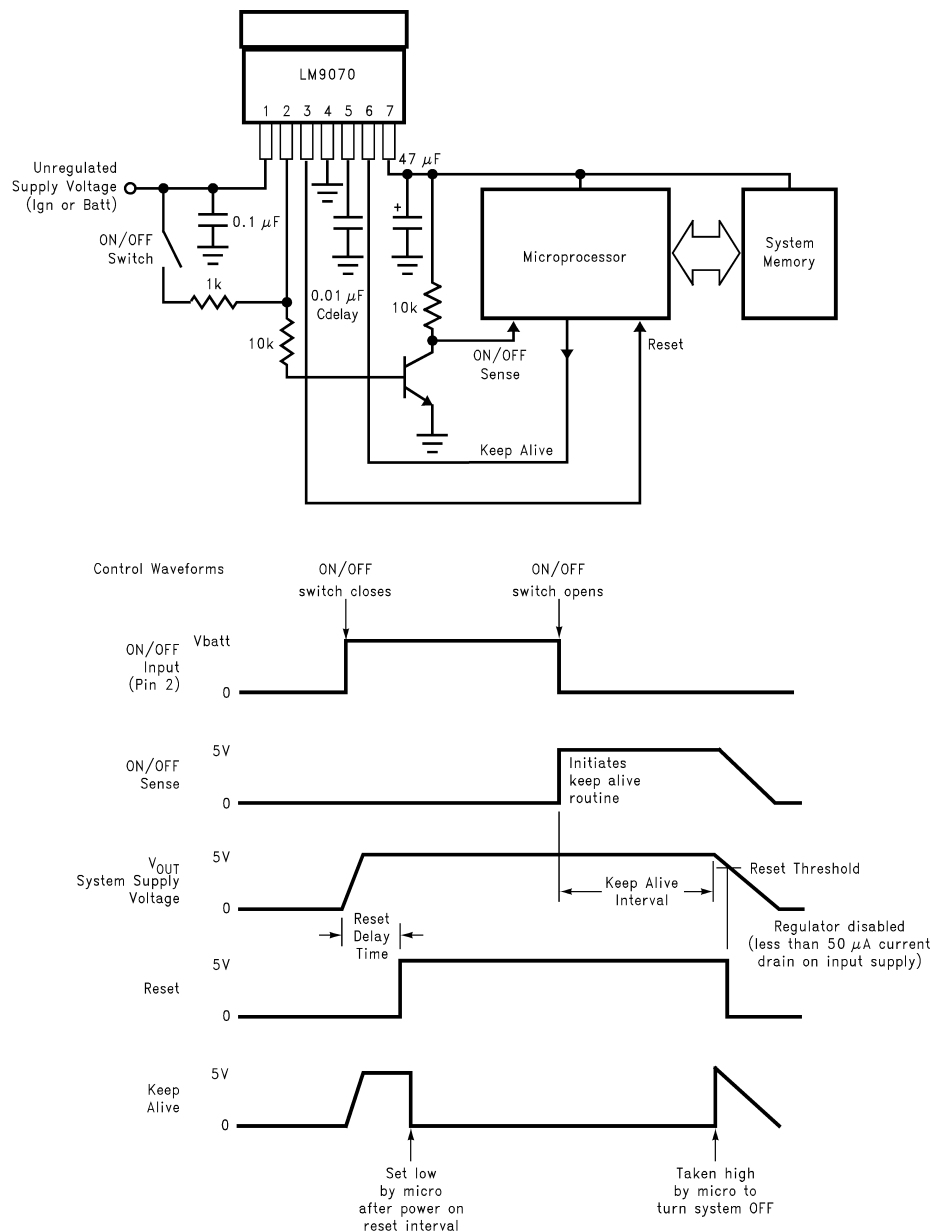 LM9070
1 2 3 4 5 6 7
47 μF
Unregulated
Supply Voltage
(Ign or Batt)
0.1 μF
ON/OFF
Switch
1k
0.01 μF
Cdelay
10k
10k
Microprocessor
System
Memory
ON/OFF
Sense
Reset
Keep Alive
Control Waveforms
ON/OFF
switch closes
ON/OFF
switch opens
Vbatt
ON/OFF
Input
(Pin 2)
0
5V
ON/OFF
Sense
0
Initiates
keep alive
routine
5V
VOUT
System Supply
Voltage
0
Keep Alive
Interval
Reset Threshold
Reset
Delay
Time
Regulator disabled
(less than 50 μA current
drain on input supply)
5V
Reset
0
5V
Keep
Alive
0
Set low
by micro
after power on
reset interval
Taken high
by micro to
turn system OFF